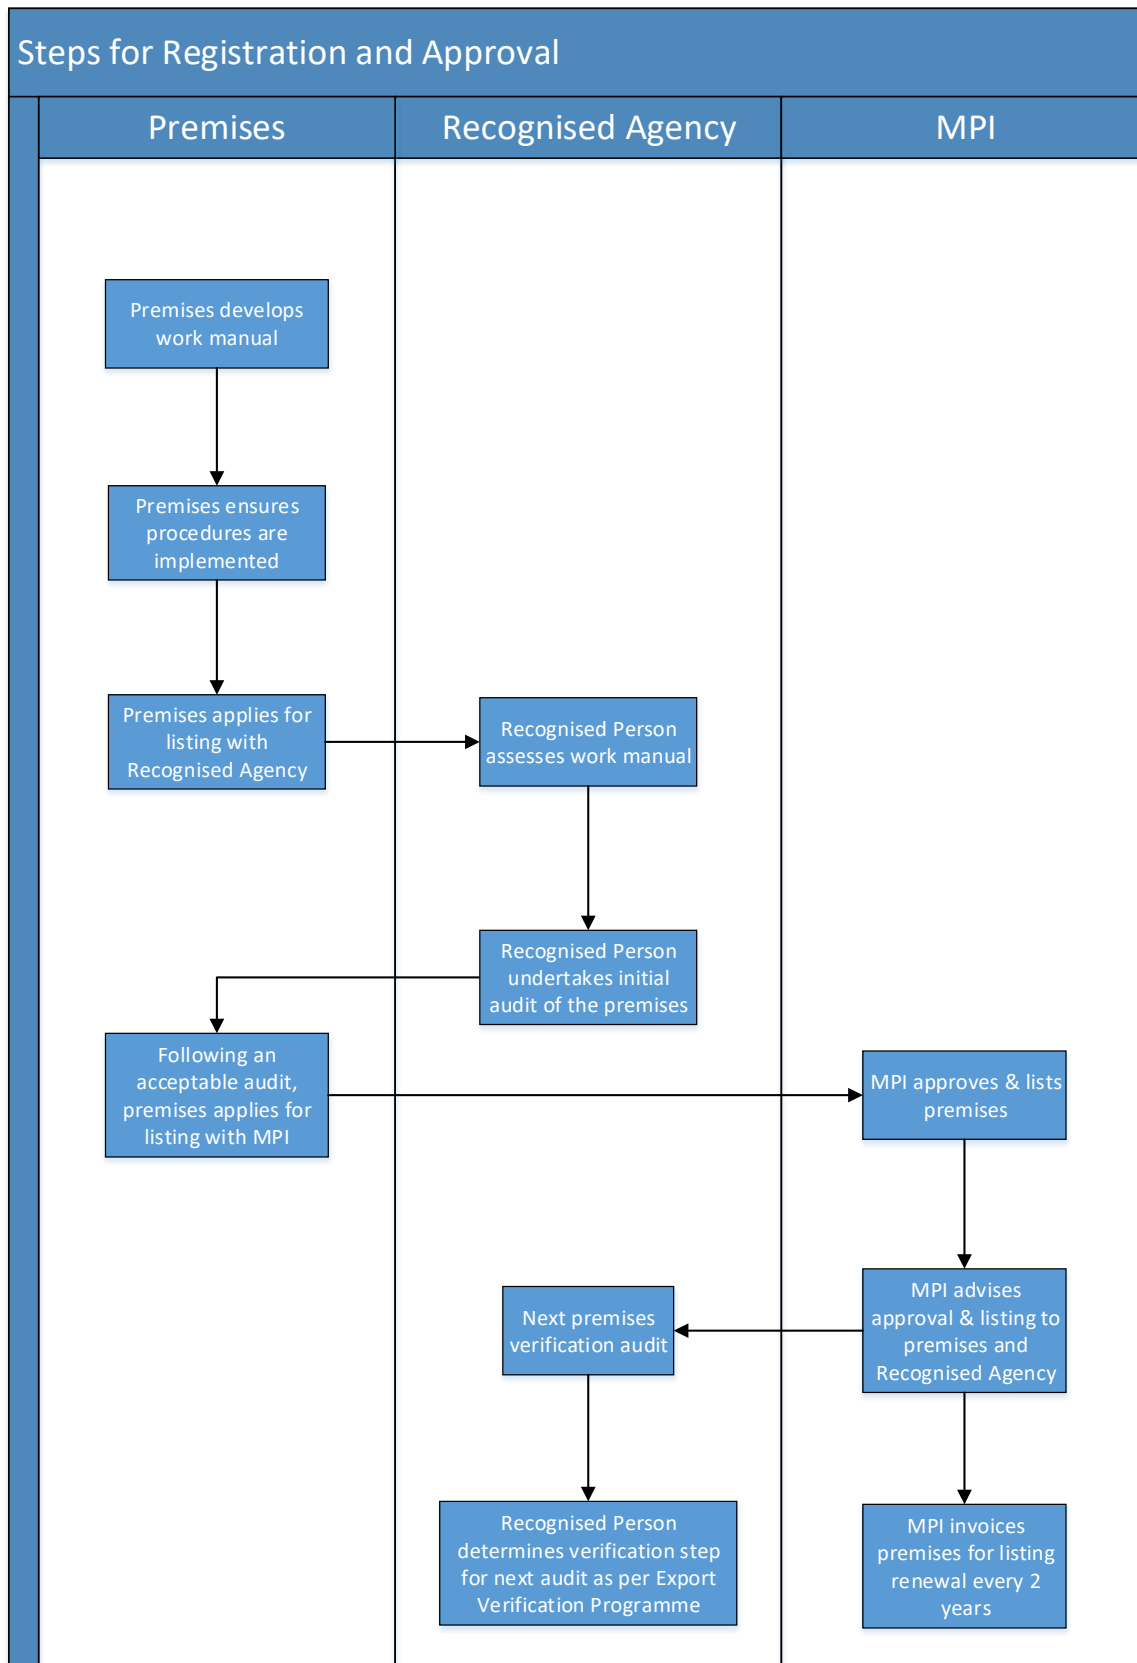 Steps for Registration and Approval
Premises
Recognised Agency
MPI
Premises develops
work manual
Premises ensures
procedures are
implemented
Premises applies for
listing with
Recognised Agency
Recognised Person
assesses work manual
Recognised Person
undertakes initial
audit of the premises
Following an
acceptable audit,
premises applies for
listing with MPI
MPI approves & lists
premises
MPI advises
approval & listing to
premises and
Recognised Agency
Next premises
verification audit
Recognised Person
determines verification step
for next audit as per Export
Verification Programme
MPI invoices
premises for listing
renewal every 2
years